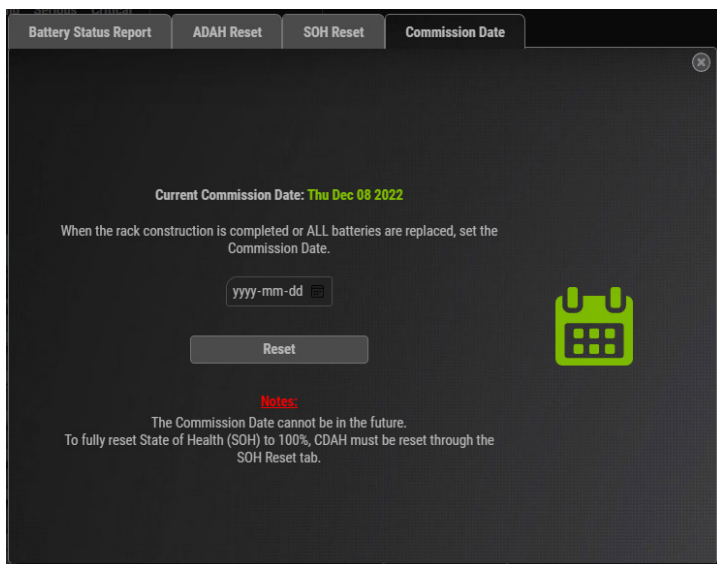 Serious Critical
Battery Status Report
ADAH Reset
SOH Reset
Commission Date
Current Commission Date: Thu Dec 08 2022
When the rack construction is completed or ALL batteries are replaced, set the
Commission Date.
yyyy-mm-dd
Reset
Notes:
The Commission Date cannot be in the future.
To fully reset State of Health (SOH) to 100%, CDAH must be reset through the
SOH Reset tab.